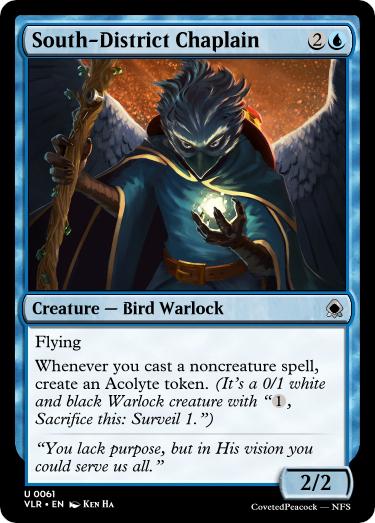 South-District Chaplain 2
Creature — Bird Warlock
Flying
Whenever you cast a noncreature spell,
create an Acolyte token. (It's a 0/1 white
and black Warlock creature with “1,
Sacrifice this: Surveil 1.”)
“You lack purpose, but in His vision you
could serve us all.”
2/2
U 0061
VLR • EN Ken Ha
CovetedPeacock — NFS